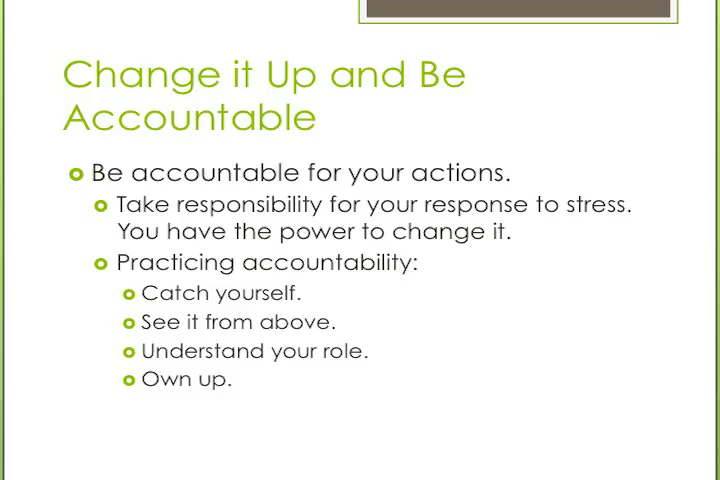 Change it Up and Be
Accountable
Be accountable for your actions.
Take responsibility for your response to stress.
You have the power to change it.
Practicing accountability:
Catch yourself.
See it from above.
Understand your role.
Own up.